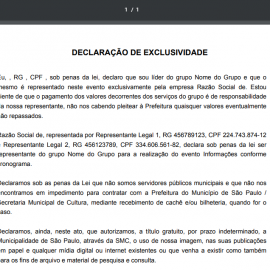 1 / 1
DECLARAÇÃO DE EXCLUSIVIDADE
Eu, , RG , CPF , sob penas da lei, declaro que sou líder do grupo Nome do Grupo e que o
mesmo é representado neste evento exclusivamente pela empresa Razão Social de. Estou
ciente de que o pagamento dos valores decorrentes dos serviços do grupo é de responsabilidade
da nossa representante, não nos cabendo pleitear à Prefeitura quaisquer valores eventualmente
não repassados.
Razão Social de, representada por Representante Legal 1, RG 456789123, CPF 224.743.874-12
e Representante Legal 2, RG 456123789, CPF 334.606.561-82, declara sob penas da lei ser
representante do grupo Nome do Grupo para a realização do evento Informações conforme
cronograma.
Declaramos sob as penas da Lei que não somos servidores públicos municipais e que não nos
encontramos em impedimento para contratar com a Prefeitura do Município de São Paulo /
Secretaria Municipal de Cultura, mediante recebimento de cachê e/ou bilheteria, quando for o
caso.
Declaramos, ainda, neste ato, que autorizamos, a título gratuito, por prazo indeterminado, a
Municipalidade de São Paulo, através da SMC, o uso de nossa imagem, nas suas publicações
em papel e qualquer mídia digital ou internet existentes ou que venha a existir como também
para os fins de arquivo e material de pesquisa e consulta.